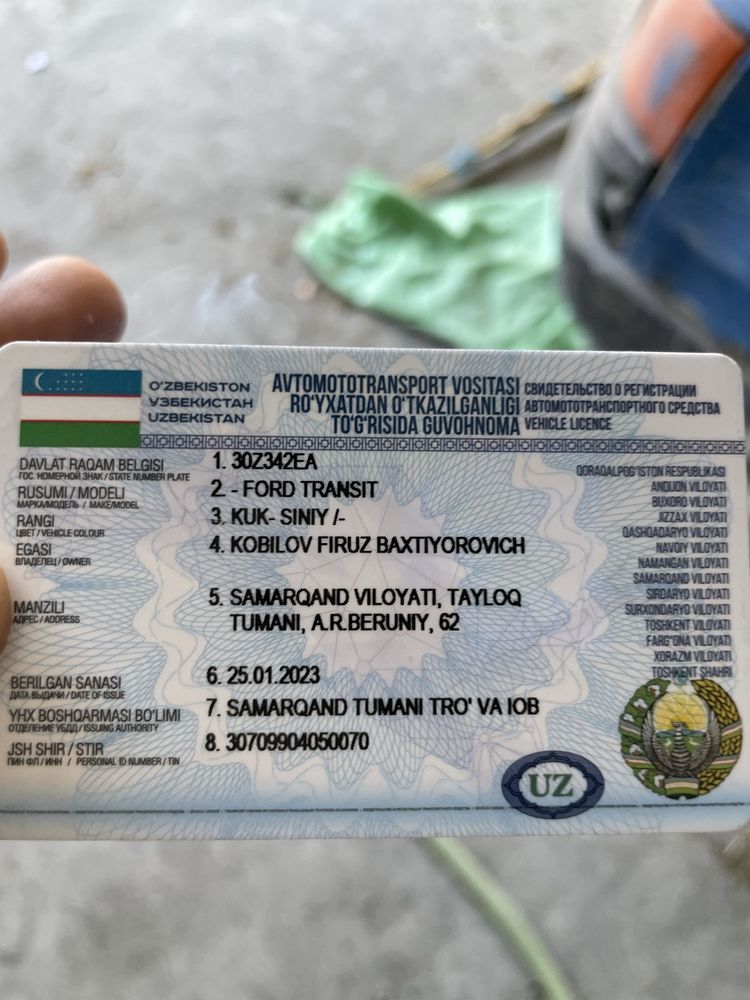 O'ZBEKISTON
ЎЗБЕКИСТАН
UZBEKISTAN
AVTOMOTOTRANSPORT VOSITASI
RO'YXATDAN O'TKAZILGANLIGI
TO'G'RISIDA GUVOHNOMA
СВИДЕТЕЛЬСТВО О РЕГИСТРАЦИИ
АВТОМОТОТРАНСПОРТНОГО СРЕДСТВА
VEHICLE LICENCE
DAVLAT RAQAM BELGISI
ГОС. НОМЕРНОЙ ЗНАК / STATE NUMBER PLATE
1. 30Z342EA
RUSUMI / MODELI
МАРКА/МОДЕЛЬ / MAKE/MODEL
2. - FORD TRANSIT
RANGI
ЦВЕТ / VEHICLE COLOUR
3. KUK- SINIY /-
EGASI
ВЛАДЕЛЕЦ / OWNER
4. KOBILOV FIRUZ BAXTIYOROVICH
MANZILI
АДРЕС / ADDRESS
5. SAMARQAND VILOYATI, TAYLOQ
TUMANI, A.R.BERUNIY, 62
BERILGAN SANASI
ДАТА ВЫДАЧИ / DATE OF ISSUE
6. 25.01.2023
YHX BOSHQARMASI BO'LIMI
ОТДЕЛЕНИЕ УБДД / ISSUING AUTHORITY
7. SAMARQAND TUMANI TRO' VA IOB
JSH SHIR / STIR
ПИН ФЛ / ИНН / PERSONAL ID NUMBER / TIN
8. 30709904050070
QORAQALPOG'ISTON RESPUBLIKASI
ANDIJON VILOYATI
BUXORO VILOYATI
JIZZAX VILOYATI
QASHQADARYO VILOYATI
NAVOIY VILOYATI
NAMANGAN VILOYATI
SAMARQAND VILOYATI
SIRDARYO VILOYATI
SURXONDARYO VILOYATI
TOSHKENT VILOYATI
FARG'ONA VILOYATI
XORAZM VILOYATI
TOSHKENT SHAHRI
UZ